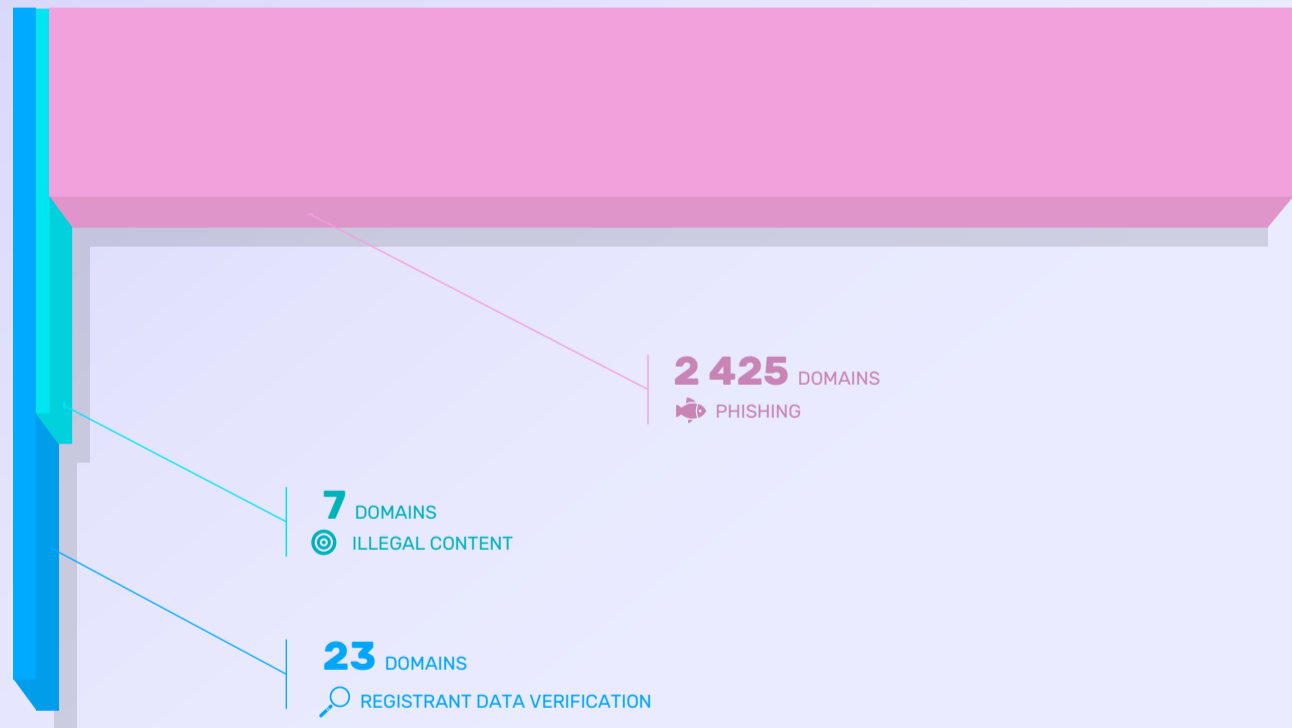 2 425 DOMAINS
PHISHING
7 DOMAINS
ILLEGAL CONTENT
23 DOMAINS
REGISTRANT DATA VERIFICATION